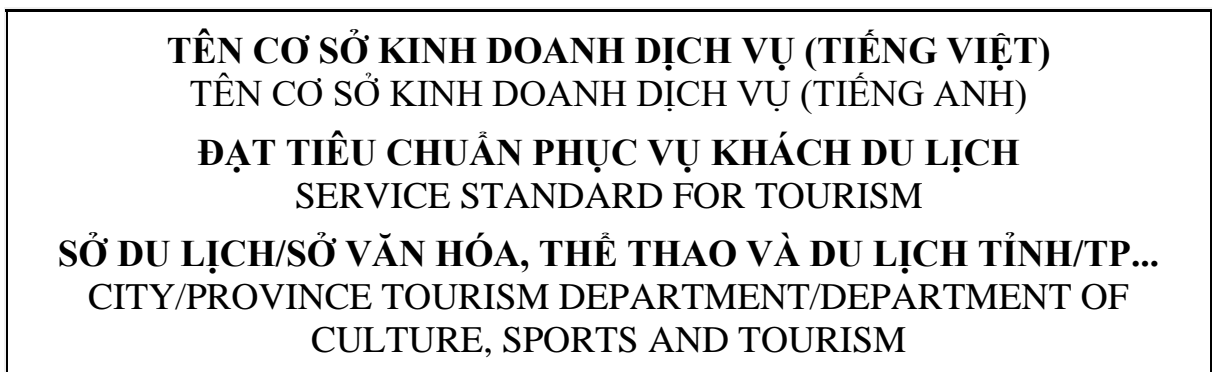 TÊN CƠ SỞ KINH DOANH DỊCH VỤ (TIẾNG VIỆT)
TÊN CƠ SỞ KINH DOANH DỊCH VỤ (TIẾNG ANH)
ĐẠT TIÊU CHUẨN PHỤC VỤ KHÁCH DU LỊCH
SERVICE STANDARD FOR TOURISM
SỞ DU LỊCH/SỞ VĂN HÓA, THỂ THAO VÀ DU LỊCH TỈNH/TP...
CITY/PROVINCE TOURISM DEPARTMENT/DEPARTMENT OF
CULTURE, SPORTS AND TOURISM